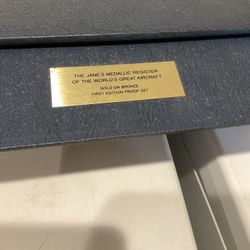 THE JANE'S MEDALLIC REGISTER
OF THE WORLD'S GREAT AIRCRAFT
GOLD ON BRONZE
FIRST EDITION PROOF SET